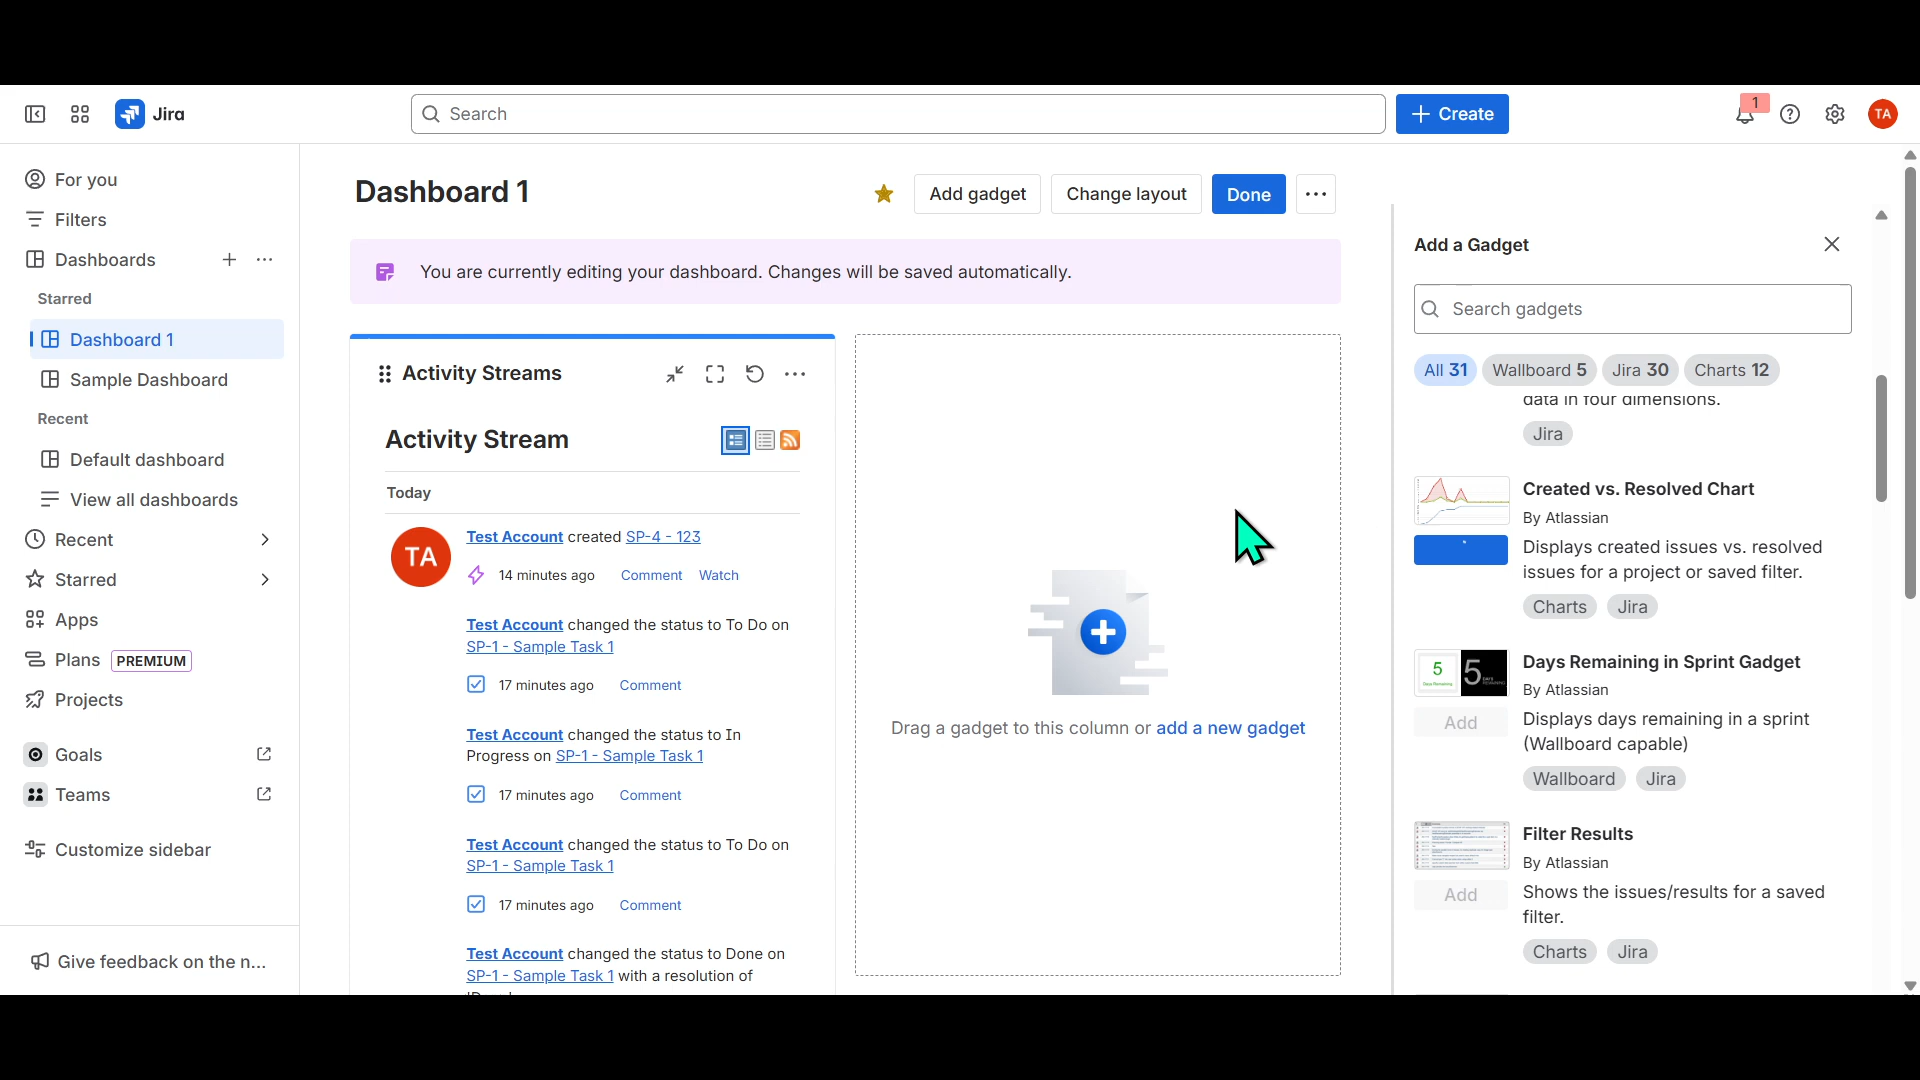 Jira
Search
Create
1
TA
For you
Filters
Dashboards
Starred
Dashboard 1
Sample Dashboard
Recent
Default dashboard
View all dashboards
Recent
Starred
Apps
Plans PREMIUM
Projects
Goals
Teams
Customize sidebar
Give feedback on the n...
Dashboard 1
Add gadget
Change layout
Done
You are currently editing your dashboard. Changes will be saved automatically.
Activity Streams
Activity Stream
Today
TA
Test Account created SP-4 - 123
14 minutes ago Comment Watch
Test Account changed the status to To Do on
SP-1 - Sample Task 1
17 minutes ago Comment
Test Account changed the status to In
Progress on SP-1 - Sample Task 1
17 minutes ago Comment
Test Account changed the status to To Do on
SP-1 - Sample Task 1
17 minutes ago Comment
Test Account changed the status to Done on
SP-1 - Sample Task 1 with a resolution of
Drag a gadget to this column or add a new gadget
Add a Gadget
Search gadgets
All 31
Wallboard 5
Jira 30
Charts 12
data in four dimensions.
Jira
Created vs. Resolved Chart
By Atlassian
Displays created issues vs. resolved
issues for a project or saved filter.
Charts Jira
5
5
Days Remaining in Sprint Gadget
By Atlassian
Add
Displays days remaining in a sprint
(Wallboard capable)
Wallboard Jira
Filter Results
By Atlassian
Add
Shows the issues/results for a saved
filter.
Charts Jira